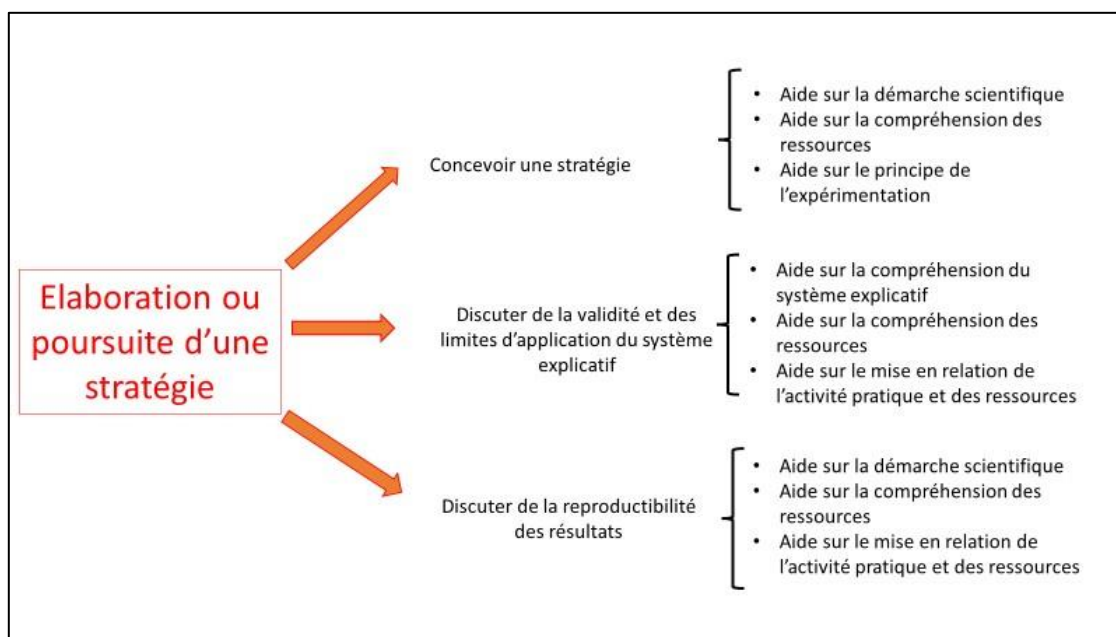 Elaboration ou
poursuite d’une
stratégie
Concevoir une stratégie
• Aide sur la démarche scientifique
• Aide sur la compréhension des
ressources
• Aide sur le principe de
l’expérimentation
Discuter de la validité et des
limites d’application du système
explicatif
• Aide sur la compréhension du
système explicatif
• Aide sur la compréhension des
ressources
• Aide sur le mise en relation de
l’activité pratique et des ressources
Discuter de la reproductibilité
des résultats
• Aide sur la démarche scientifique
• Aide sur la compréhension des
ressources
• Aide sur le mise en relation de
l’activité pratique et des ressources